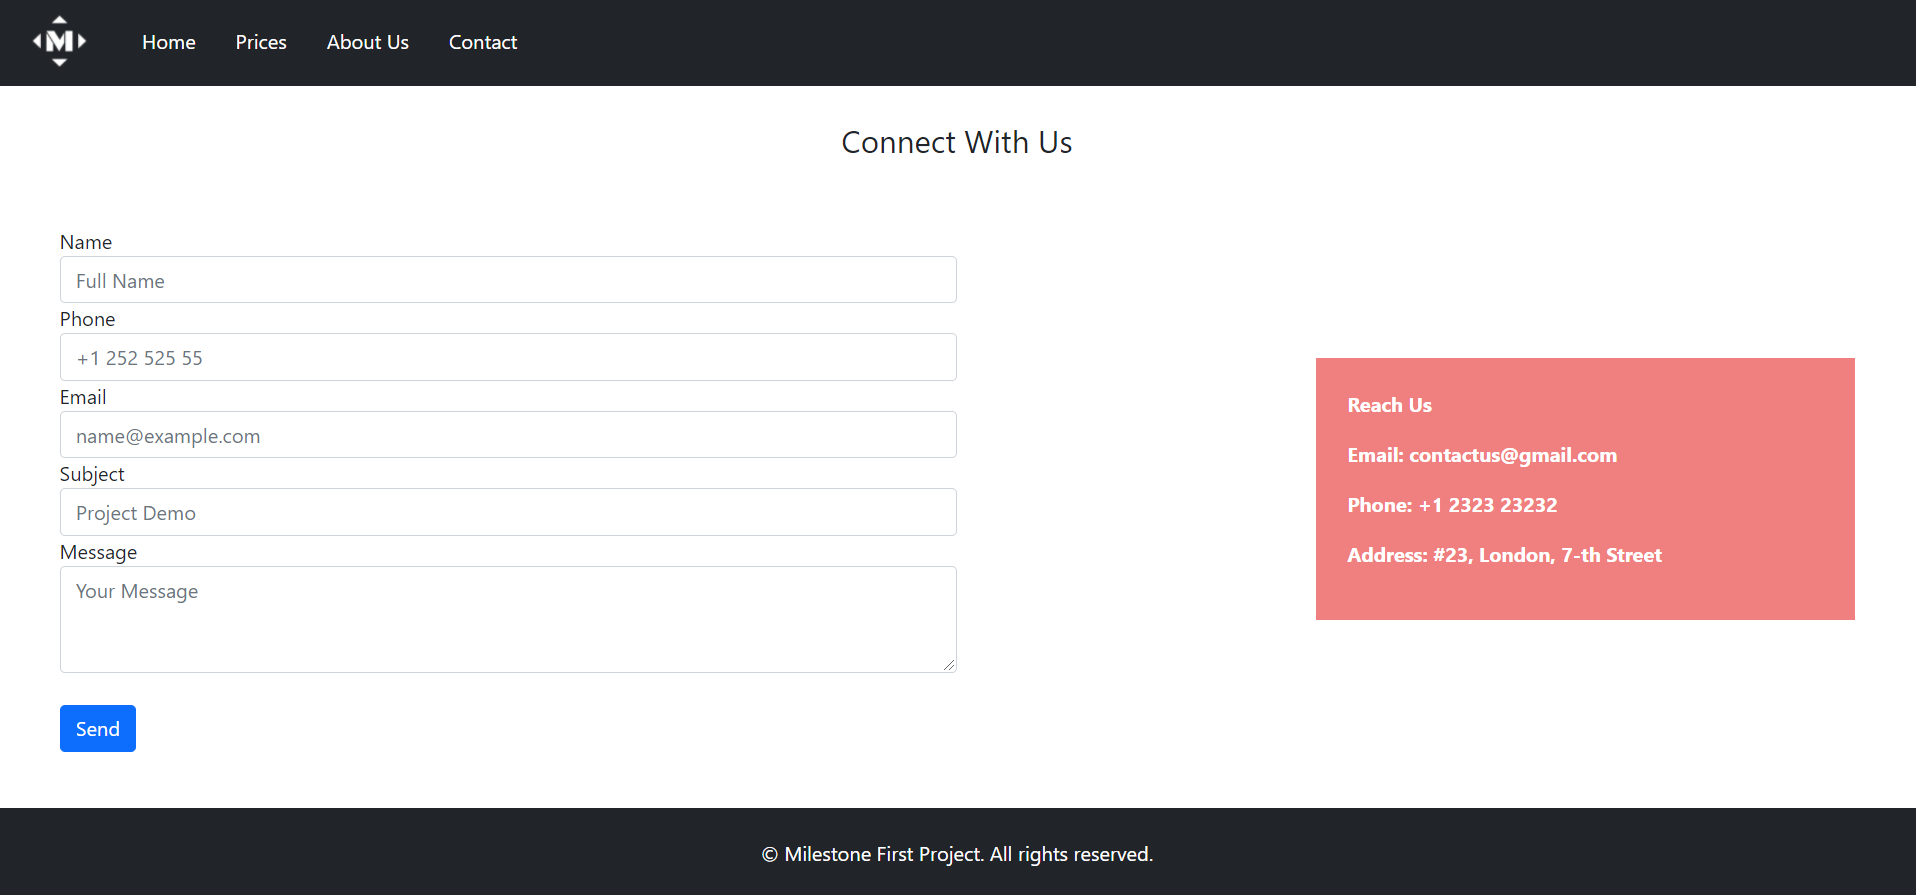 M
Home
Prices
About Us
Contact
Connect With Us
Name
Full Name
Phone
+1 252 525 55
Email
name@example.com
Subject
Project Demo
Message
Your Message
Send
Reach Us
Email: contactus@gmail.com
Phone: +1 2323 23232
Address: #23, London, 7-th Street
© Milestone First Project. All rights reserved.